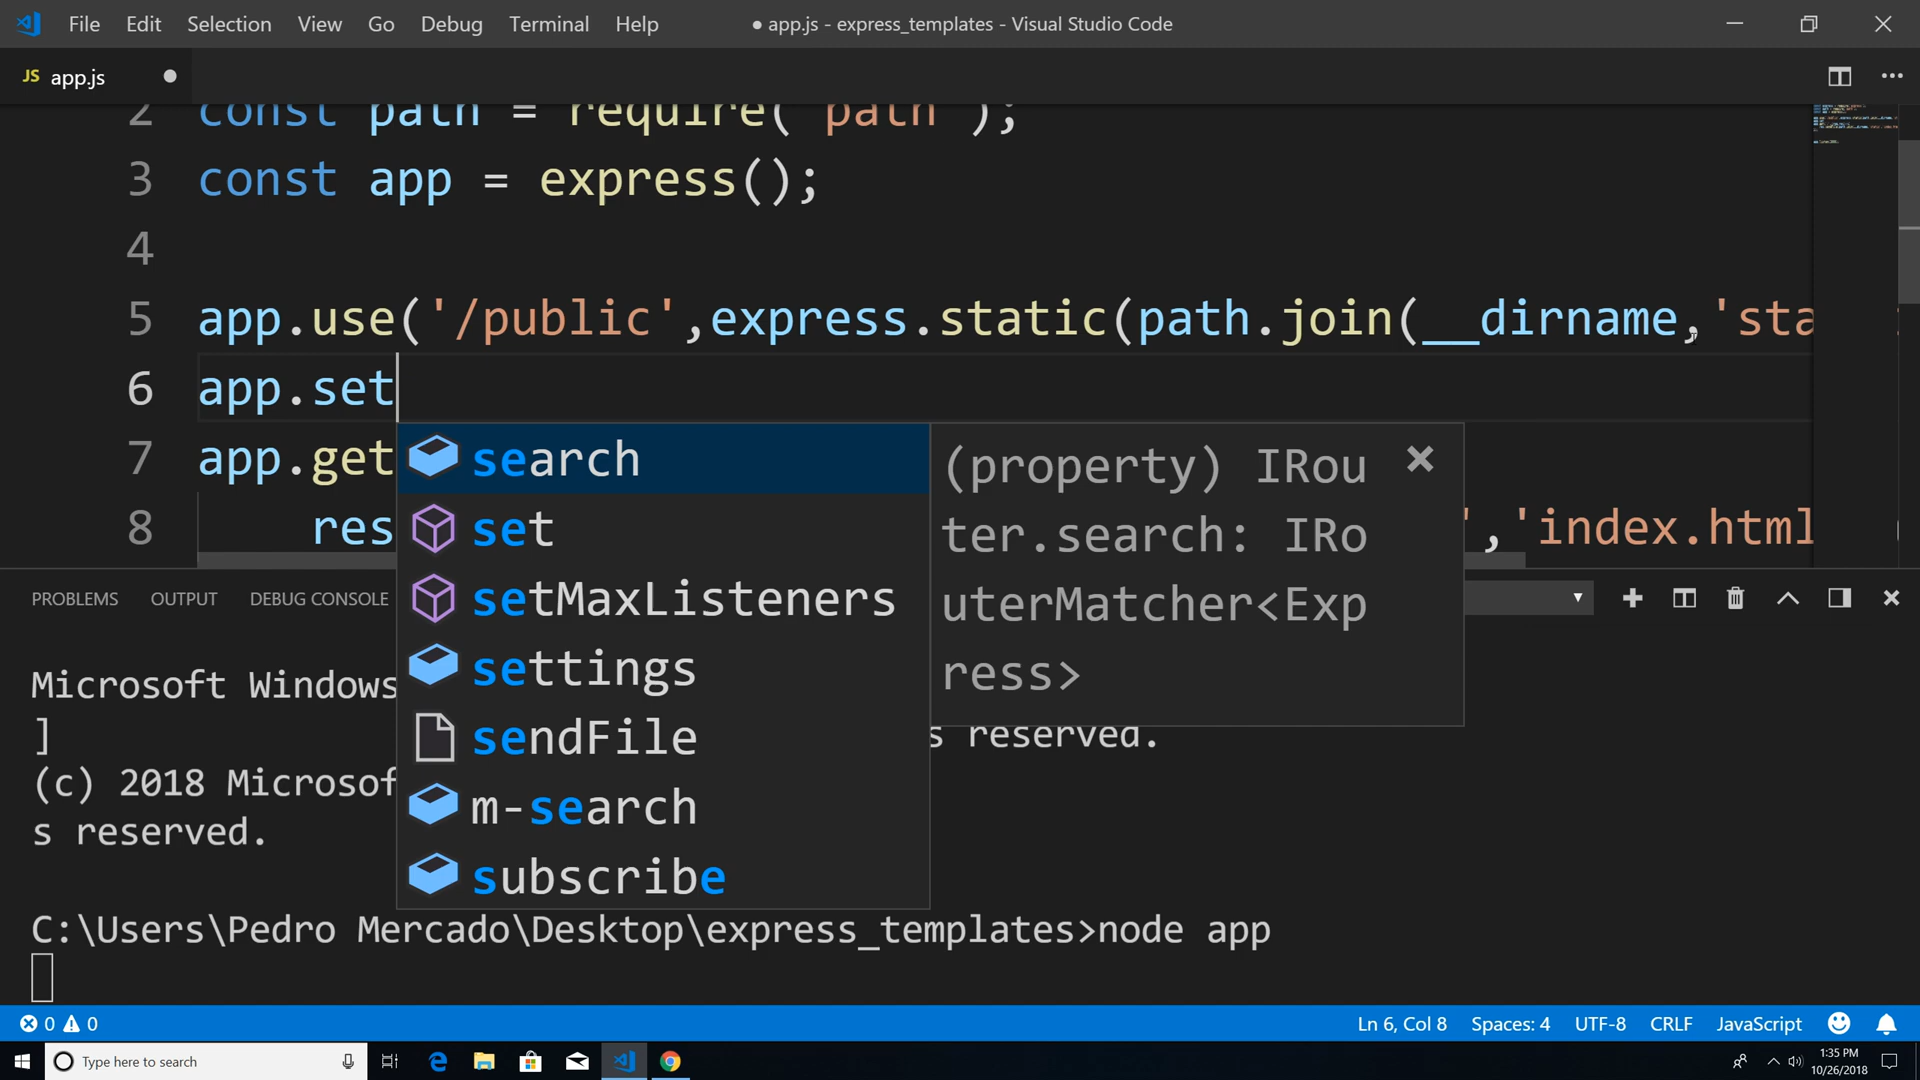 File Edit Selection View Go Debug Terminal Help ● app.js - express_templates - Visual Studio Code
JS app.js
2 const path = require('path');
3 const app = express();
4
5 app.use('/public',express.static(path.join(__dirname,'sta
6 app.set
7 app.get
8 res ','index.html
search
set
setMaxListeners
settings
sendFile
m-search
subscribe
(property) IRou
ter.search: IRo
uterMatcher<Exp
ress>
PROBLEMS OUTPUT DEBUG CONSOLE
Microsoft Windows
]
(c) 2018 Microsof s reserved.
s reserved.
C:\Users\Pedro Mercado\Desktop\express_templates>node app
0 0 Ln 6, Col 8 Spaces: 4 UTF-8 CRLF JavaScript
Type here to search
1:35 PM
10/26/2018